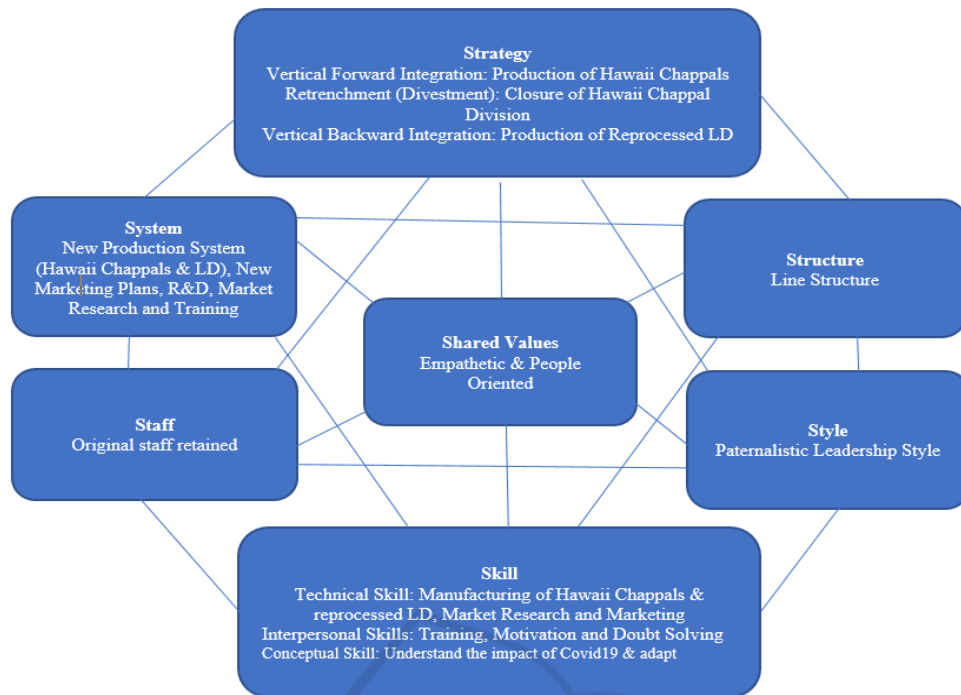 Strategy
Vertical Forward Integration: Production of Hawaii Chappals
Retrenchment (Divestment): Closure of Hawaii Chappal
Division
Vertical Backward Integration: Production of Reprocessed LD
System
New Production System
(Hawaii Chappals & LD), New
Marketing Plans, R&D, Market
Research and Training
Structure
Line Structure
Shared Values
Empathetic & People
Oriented
Staff
Original staff retained
Style
Paternalistic Leadership Style
Skill
Technical Skill: Manufacturing of Hawaii Chappals &
reprocessed LD, Market Research and Marketing
Interpersonal Skills: Training, Motivation and Doubt Solving
Conceptual Skill: Understand the impact of Covid19 & adapt